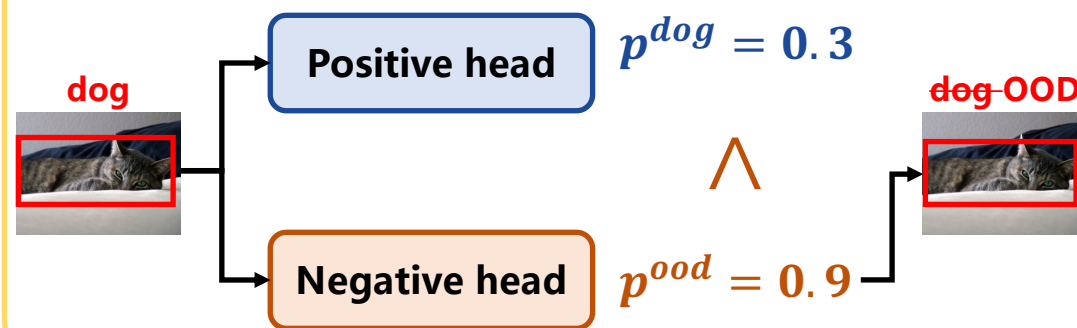 dog
Positive head
p^{dog} = 0.3
dog OOD
∧
Negative head
p^{ood} = 0.9